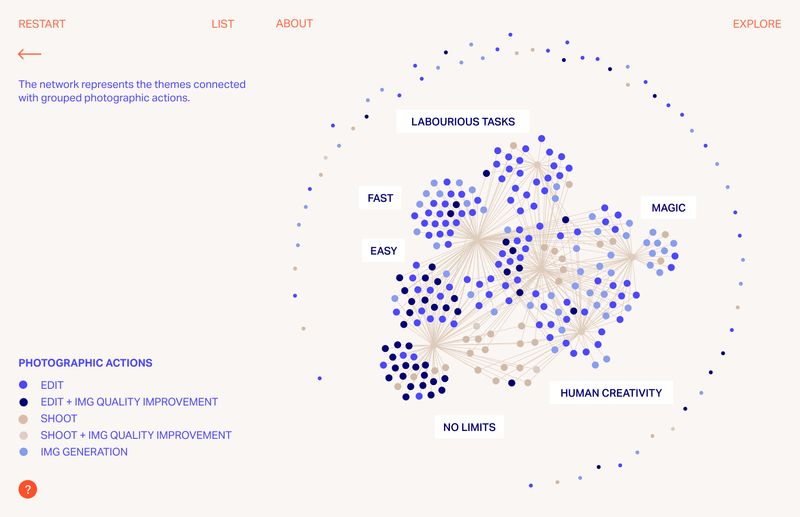 RESTART
LIST
ABOUT
EXPLORE
The network represents the themes connected
with grouped photographic actions.
LABOURIOUS TASKS
FAST
MAGIC
EASY
HUMAN CREATIVITY
NO LIMITS
PHOTOGRAPHIC ACTIONS
EDIT
EDIT + IMG QUALITY IMPROVEMENT
SHOOT
SHOOT + IMG QUALITY IMPROVEMENT
IMG GENERATION
?